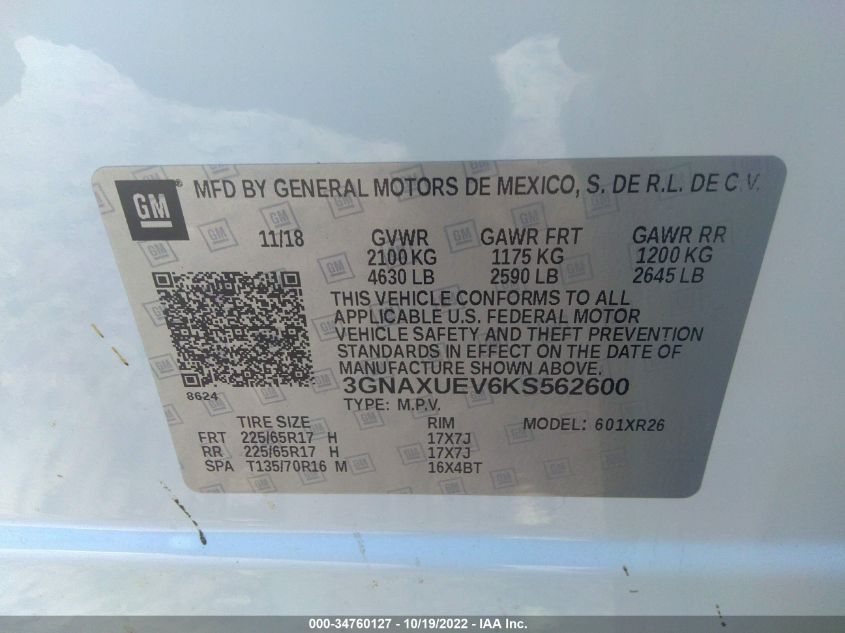 GM ® MFD BY GENERAL MOTORS DE MEXICO, S. DE R.L. DE C.V.
11/18 GVWR GAWR FRT GAWR RR
2100 KG 1175 KG 1200 KG
4630 LB 2590 LB 2645 LB
THIS VEHICLE CONFORMS TO ALL
APPLICABLE U.S. FEDERAL MOTOR
VEHICLE SAFETY AND THEFT PREVENTION
STANDARDS IN EFFECT ON THE DATE OF
MANUFACTURE SHOWN ABOVE.
8624 3GNAXUEV6KS562600
TYPE: M.P.V.
TIRE SIZE RIM MODEL: 601XR26
FRT 225/65R17 H 17X7J
RR 225/65R17 H 17X7J
SPA T135/70R16 M 16X4BT
000-34760127 - 10/19/2022 - IAA Inc.